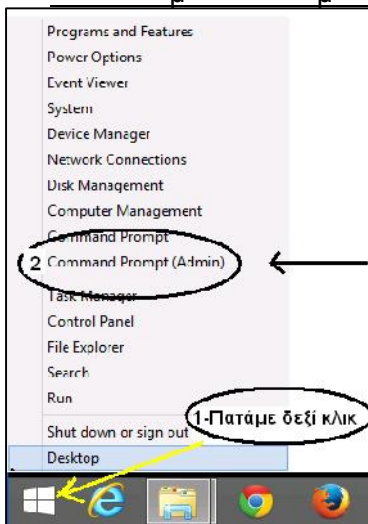 Programs and Features
Power Options
Event Viewer
System
Device Manager
Network Connections
Disk Management
Computer Management
Command Prompt
2 Command Prompt (Admin)
Task Manager
Control Panel
File Explorer
Search
Run
1-Πατάμε δεξί κλικ
Shut down or sign out
Desktop